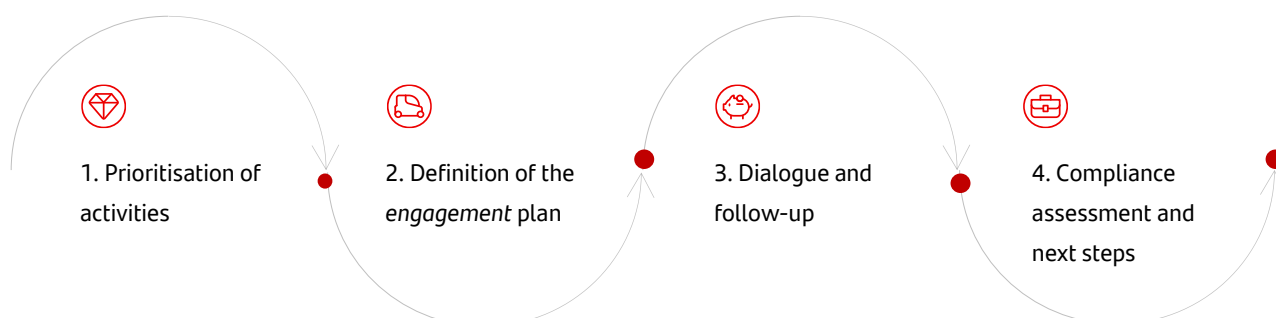 1. Prioritisation of
activities
2. Definition of the
engagement plan
3. Dialogue and
follow-up
4. Compliance
assessment and
next steps